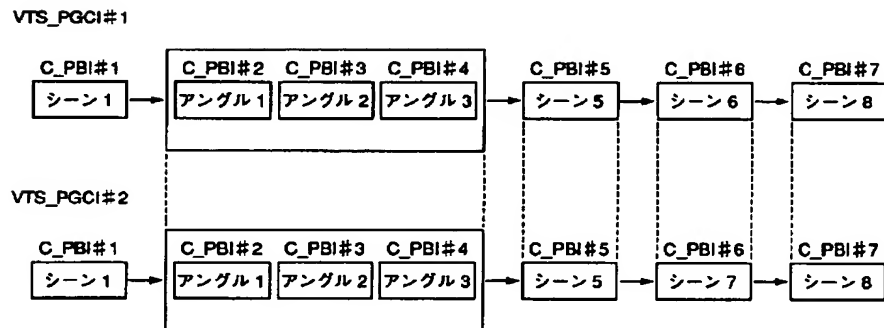 VTS_PGCI#1
C_PBI#1 C_PBI#2 C_PBI#3 C_PBI#4 C_PBI#5 C_PBI#6 C_PBI#7
シーン1 アングル1 アングル2 アングル3 シーン5 シーン6 シーン8
VTS_PGCI#2
C_PBI#1 C_PBI#2 C_PBI#3 C_PBI#4 C_PBI#5 C_PBI#6 C_PBI#7
シーン1 アングル1 アングル2 アングル3 シーン5 シーン7 シーン8